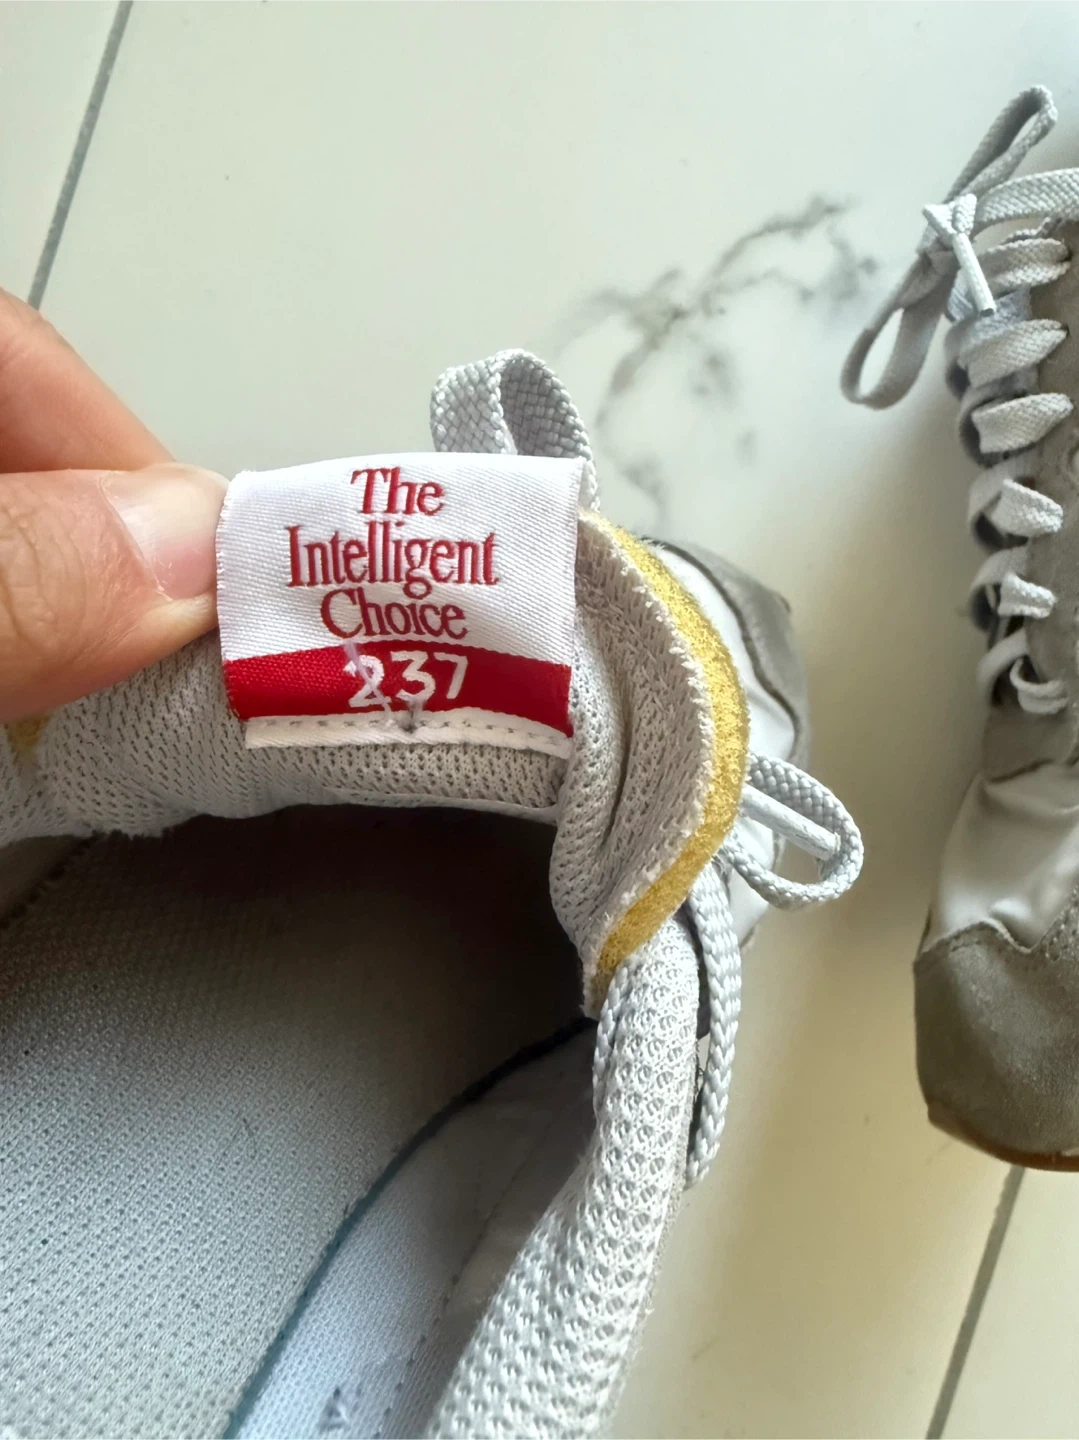 The
Intelligent
Choice
237